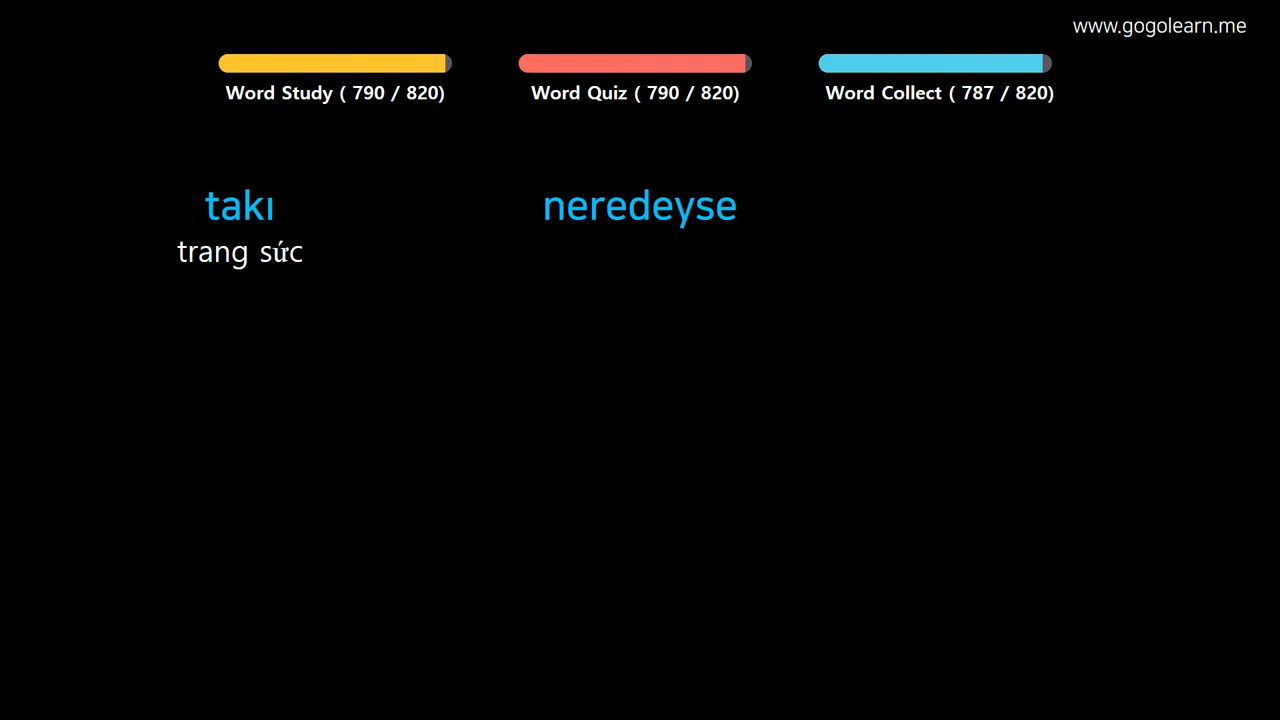 www.gogolearn.me
Word Study ( 790 / 820)
Word Quiz ( 790 / 820)
Word Collect ( 787 / 820)
takı
trang sức
neredeyse